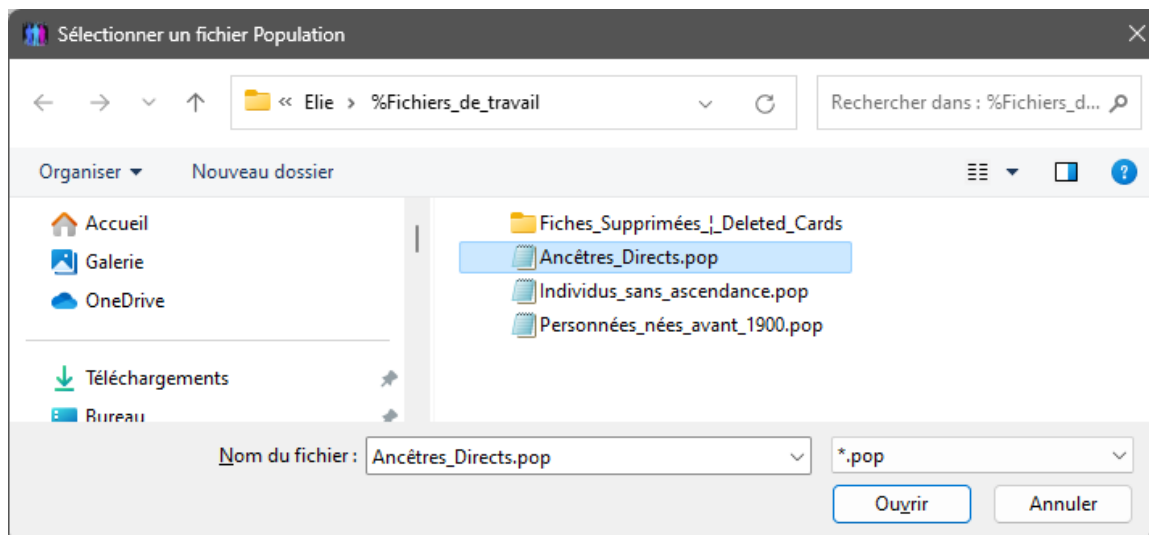 Sélectionner un fichier Population
« Elie > %Fichiers_de_travail
Rechercher dans : %Fichiers_d...
Organiser
Nouveau dossier
?
Accueil
Galerie
OneDrive
Téléchargements
Bureau
Fiches_Supprimées_¦_Deleted_Cards
Ancêtres_Directs.pop
Individus_sans_ascendance.pop
Personnées_nées_avant_1900.pop
Nom du fichier : Ancêtres_Directs.pop
*.pop
Ouvrir
Annuler